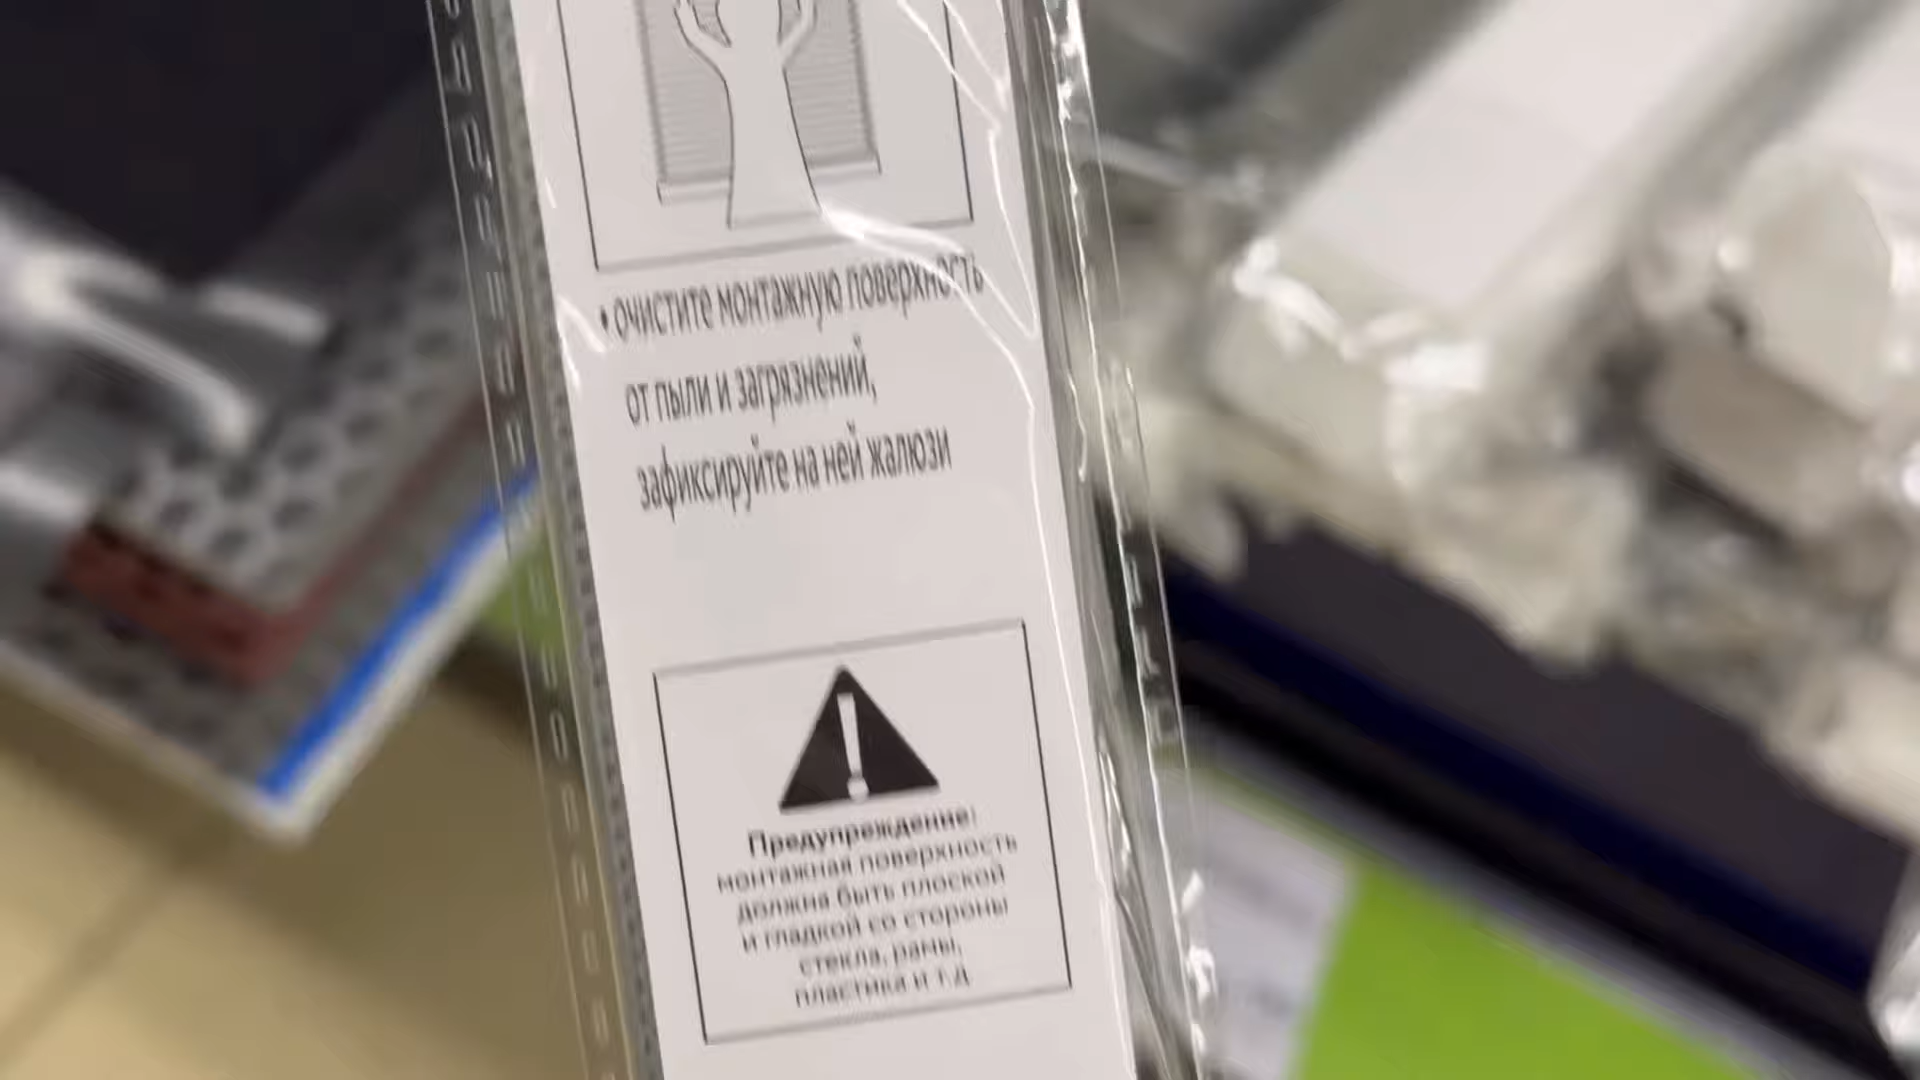 • очистите монтажную поверхность
от пыли и загрязнений,
зафиксируйте на ней жалюзи
Предупреждение:
монтажная поверхность
должна быть плоской
и гладкой со стороны
стекла, рамы,
пластика и т.д